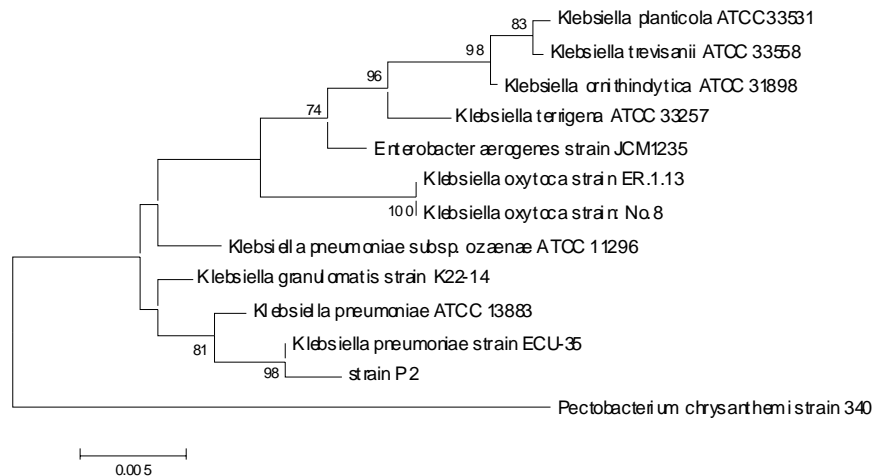 83
Klebsiella planticola ATCC33531
98
Klebsiella trevisanii ATCC 33558
96
Klebsiella ornithinolytica ATCC 31898
74
Klebsiella terrigena ATCC 33257
Enterobacter aerogenes strain JCM1235
Klebsiella oxytoca strain ER.1.13
100
Klebsiella oxytoca strain: No.8
Klebsiella pneumoniae subsp. ozaenae ATCC 11296
Klebsiella granulomatis strain K22-14
Klebsiella pneumoniae ATCC 13883
81
Klebsiella pneumoniae strain ECU-35
98
strain P2
Pectobacterium chrysanthemi strain 340
0.005